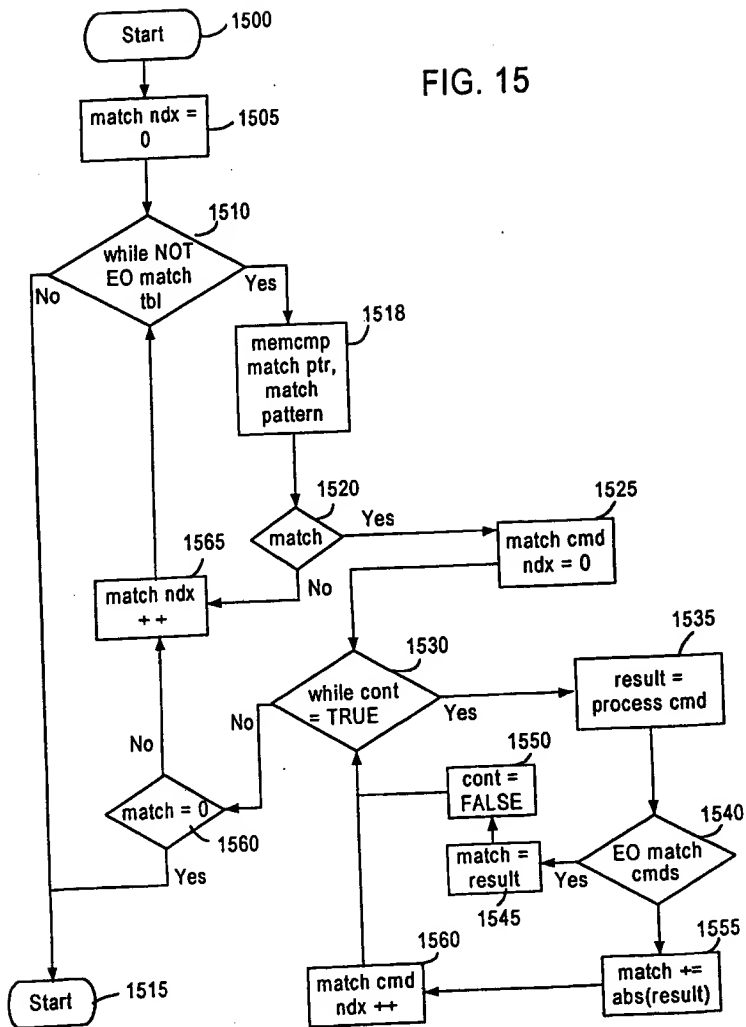 Start
1500
FIG. 15
match ndx =
0
1505
1510
while NOT
EO match
tbl
No
Yes
1518
memcmp
match ptr,
match
pattern
1520
match
Yes
No
1525
match cmd
ndx = 0
1565
match ndx
+ +
1530
while cont
= TRUE
No
Yes
1535
result =
process cmd
No
1550
cont =
FALSE
match = 0
1560
Yes
match =
result
1545
Yes
1540
EO match
cmds
1560
match cmd
ndx ++
1555
match +=
abs(result)
Start
1515